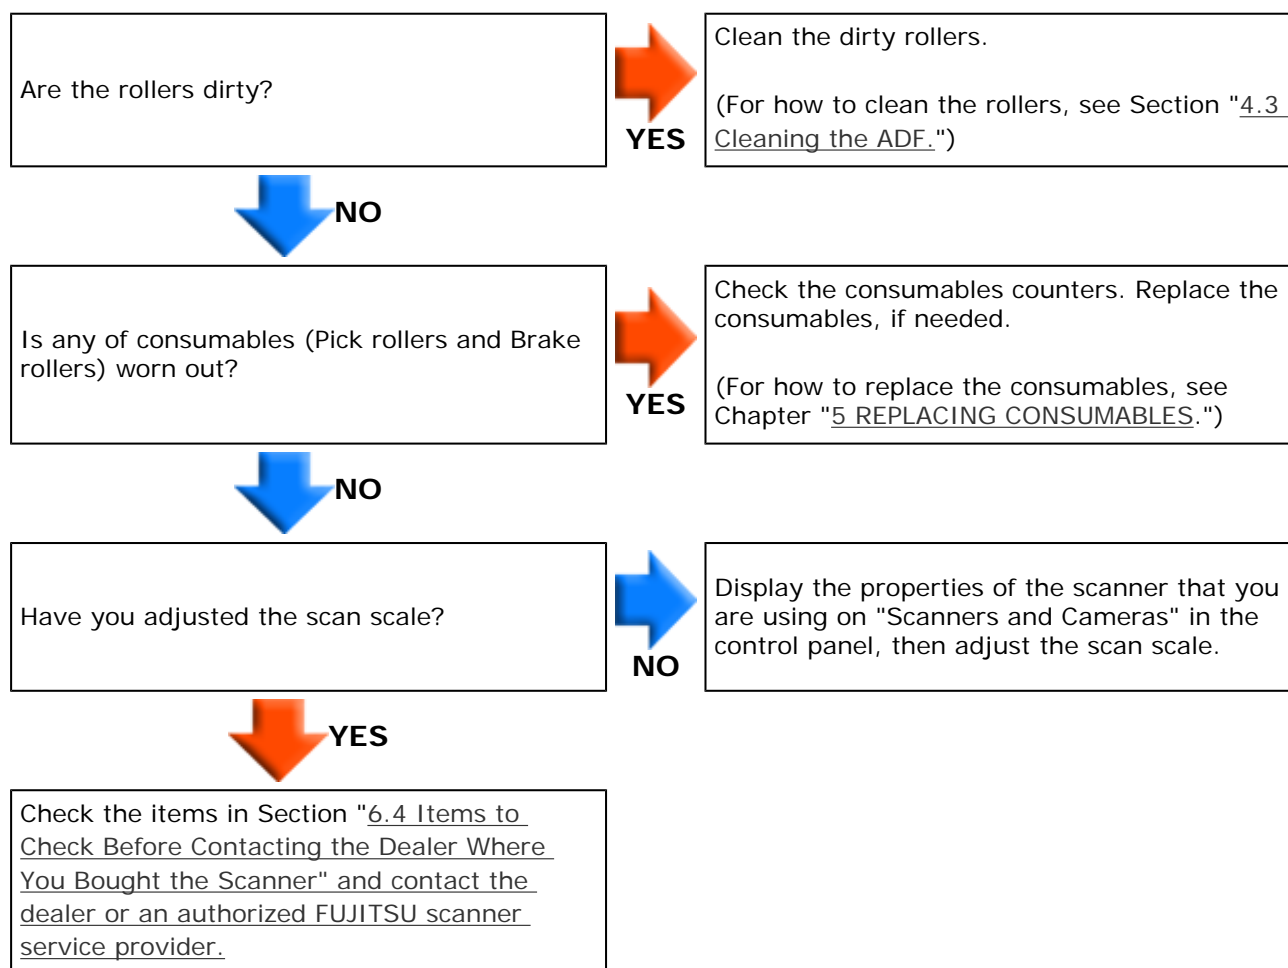 Are the rollers dirty?
YES
Clean the dirty rollers.
(For how to clean the rollers, see Section "4.3
Cleaning the ADF.")
NO
Is any of consumables (Pick rollers and Brake
rollers) worn out?
YES
Check the consumables counters. Replace the
consumables, if needed.
(For how to replace the consumables, see
Chapter "5 REPLACING CONSUMABLES.")
NO
Have you adjusted the scan scale?
NO
Display the properties of the scanner that you
are using on "Scanners and Cameras" in the
control panel, then adjust the scan scale.
YES
Check the items in Section "6.4 Items to
Check Before Contacting the Dealer Where
You Bought the Scanner" and contact the
dealer or an authorized FUJITSU scanner
service provider.